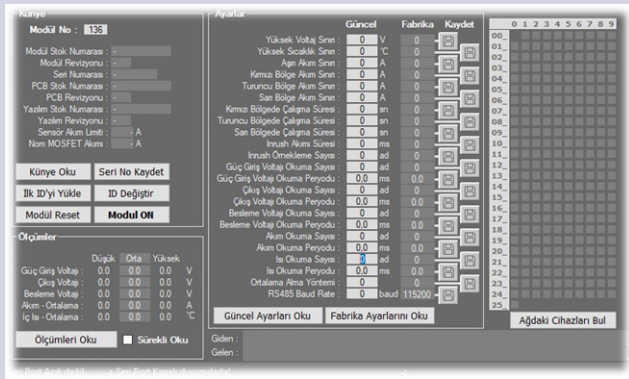 Künye
Modül No : 136
Modül Stok Numarası : -
Modül Revizyonu : -
Seri Numarası : -
PCB Stok Numarası : -
PCB Revizyonu : -
Yazılım Stok Numarası : -
Yazılım Revizyonu : -
Sensör Akım Limiti : - A
Nom MOSFET Akımı : - A
Künye Oku Seri No Kaydet
İlk ID'yi Yükle ID Değiştir
Modül Reset Modul ON
Ölçümler
Düşük Orta Yüksek
Güç Giriş Voltajı : 0.0 0.0 0.0 V
Çıkış Voltajı : 0.0 0.0 0.0 V
Besleme Voltajı : 0.0 0.0 0.0 V
Akım - Ortalama : 0.0 0.0 0.0 A
İç Isı - Ortalama : 0.0 0.0 0.0 °C
Ölçümleri Oku Sürekli Oku
Ayarlar
Güncel Fabrika Kaydet
Yüksek Voltaj Sınırı : 0 V 0
Yüksek Sıcaklık Sınırı : 0 °C 0
Aşırı Akım Sınırı : 0 A 0
Kırmızı Bölge Akım Sınırı : 0 A 0
Turuncu Bölge Akım Sınırı : 0 A 0
Sarı Bölge Akım Sınırı : 0 A 0
Kırmızı Bölgede Çalışma Süresi : 0 sn 0
Turuncu Bölgede Çalışma Süresi : 0 sn 0
Sarı Bölgede Çalışma Süresi : 0 sn 0
Inrush Akımı Süresi : 0 ms 0
Inrush Örnekleme Sayısı : 0 ad 0
Güç Giriş Voltajı Okuma Sayısı : 0 ad 0
Güç Giriş Voltajı Okuma Peryodu : 0.0 ms 0.0
Çıkış Voltajı Okuma Sayısı : 0 ad 0
Çıkış Voltajı Okuma Peryodu : 0.0 ms 0.0
Besleme Voltajı Okuma Sayısı : 0 ad 0
Besleme Voltajı Okuma Peryodu : 0.0 ms 0.0
Akım Okuma Sayısı : 0 ad 0
Akım Okuma Peryodu : 0.0 ms 0.0
Isı Okuma Sayısı : 0 ad 0
Isı Okuma Peryodu : 0.0 ms 0.0
Ortalama Alma Yöntemi : 0 0
RS485 Baud Rate : 0 baud 115200
Güncel Ayarları Oku Fabrika Ayarlarını Oku
Giden :
Gelen :
0 1 2 3 4 5 6 7 8 9
00_
01_
02_
03_
04_
05_
06_
07_
08_
09_
10_
11_
12_
13_
14_
15_
16_
17_
18_
19_
20_
21_
22_
23_
24_
25_
Ağdaki Cihazları Bul